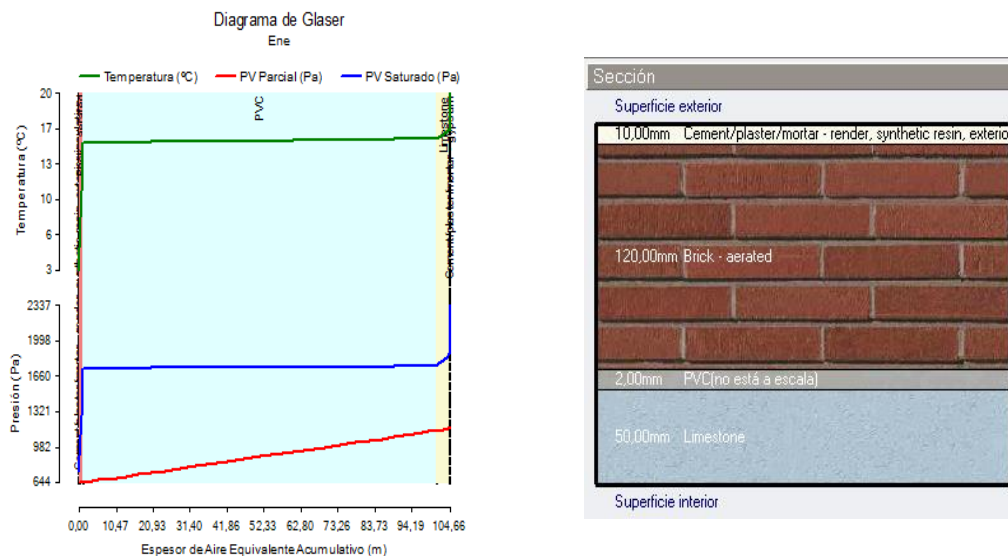 Diagrama de Glaser
Ene
Temperatura (ºC) PV Parcial (Pa) PV Saturado (Pa)
20
17
13
10
6
3
Temperatura (ºC)
PVC
Limestone
gypsum
Cement/plaster/mortar
2337
1998
1660
1321
982
644
Presión (Pa)
0,00 10,47 20,93 31,40 41,86 52,33 62,80 73,26 83,73 94,19 104,66
Espesor de Aire Equivalente Acumulativo (m)
Sección
Superficie exterior
10,00mm Cement/plaster/mortar - render, synthetic resin, exterio
120,00mm Brick - aerated
2,00mm PVC(no está a escala)
50,00mm Limestone
Superficie interior